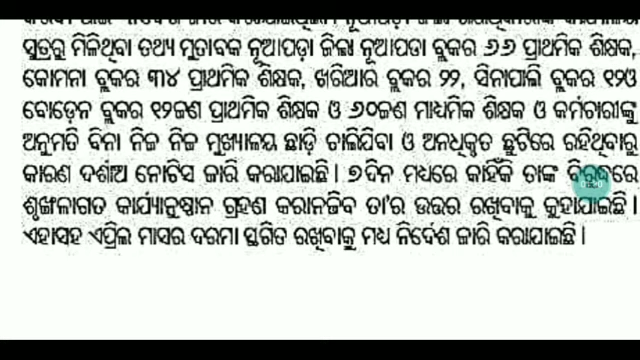 ସୁତ୍ରରୁ ମିଳିଥିବା ତଥ୍ୟ ମୁତାବକ ନୂଆପଡ଼ା ଜିଲ୍ଲା ନୂଆପଡା ବ୍ଲକର ୬୬ ପ୍ରାଥମିକ ଶିକ୍ଷକ,
କୋମନା ବ୍ଲକର ୩୪ ପ୍ରାଥମିକ ଶିକ୍ଷକ, ଖରିଆର ବ୍ଲକର ୨୨, ସିନାପାଲି ବ୍ଲକର ୧୨ଓ
ବୋଡ଼େନ ବ୍ଲକର ୧୨ଜଣ ପ୍ରାଥମିକ ଶିକ୍ଷକ ଓ ୬୦ଜଣ ମାଧ୍ୟମିକ ଶିକ୍ଷକ ଓ କର୍ମଚାରୀଙ୍କୁ
ଅନୁମତି ବିନା ନିଜ ନିଜ ମୁଖ୍ୟାଳୟ ଛାଡ଼ି ଚାଲିଯିବା ଓ ଅନଧିକୃତ ଛୁଟିରେ ରହିଥିବାରୁ
କାରଣ ଦର୍ଶାଅ ନୋଟିସ ଜାରି କରାଯାଇଛି । ୭ଦିନ ମଧ୍ୟରେ କାହିଁକି ତାଙ୍କ ବିରୁଦ୍ଧରେ
ଶୃଙ୍ଖଳାଗତ କାର୍ଯ୍ୟାନୁଷ୍ଠାନ ଗ୍ରହଣ କରାନଜିବ ତା'ର ଉତ୍ତର ରଖିବାକୁ କୁହାଯାଇଛି ।
ଏହାସହ ଏପ୍ରିଲ ମାସର ଦରମା ସ୍ଥଗିତ ରଖିବାକୁ ମଧ୍ୟ ନିର୍ଦେଶ ଜାରି କରାଯାଇଛି ।